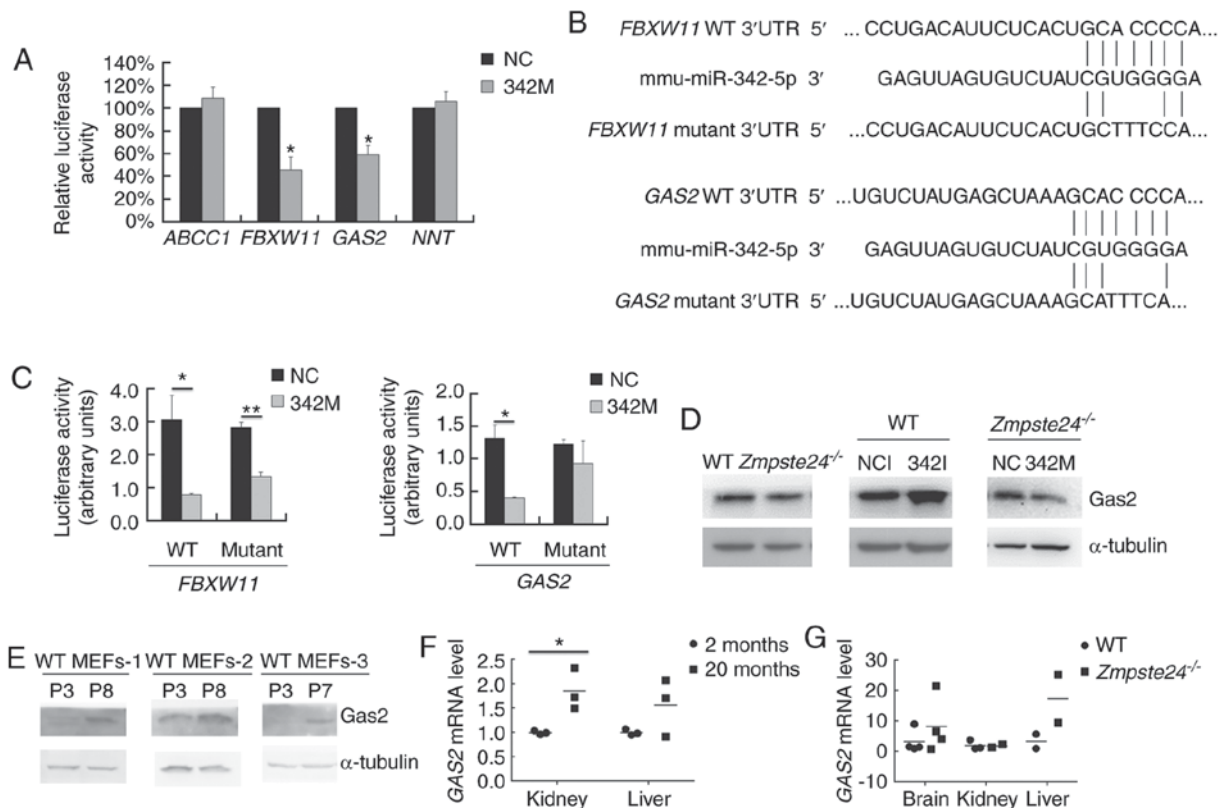 A
Relative luciferase activity
140%
120%
100%
80%
60%
40%
20%
0%
NC
342M
*
*
ABCC1 FBXW11 GAS2 NNT
B
FBXW11 WT 3′UTR 5′ ... CCUGACAUUCUCACUGCA CCCCA...
mmu-miR-342-5p 3′ GAGUUAGUGUCUAUCGUGGGGA
FBXW11 mutant 3′UTR 5′ ...CCUGACAUUCUCACUGCTTTCCA...
GAS2 WT 3′UTR 5′ ...UGUCUAUGAGCUAAAGCAC CCCA...
mmu-miR-342-5p 3′ GAGUUAGUGUCUAUCGUGGGGA
GAS2 mutant 3′UTR 5′ ...UGUCUAUGAGCUAAAGCATTTCA...
C
Luciferase activity (arbitrary units)
4.0
3.0
2.0
1.0
0.0
*
**
NC
342M
WT Mutant
FBXW11
Luciferase activity (arbitrary units)
2.0
1.5
1.0
0.5
0.0
*
NC
342M
WT Mutant
GAS2
D
WT Zmpste24-/-
WT
NCI 342I
Zmpste24-/-
NC 342M
Gas2
α-tubulin
E
WT MEFs-1 WT MEFs-2 WT MEFs-3
P3 P8 P3 P8 P3 P7
Gas2
α-tubulin
F
GAS2 mRNA level
2.5
2.0
1.5
1.0
0.5
0.0
*
2 months
20 months
Kidney Liver
G
GAS2 mRNA level
30
20
10
0
-10
WT
Zmpste24-/-
Brain Kidney Liver